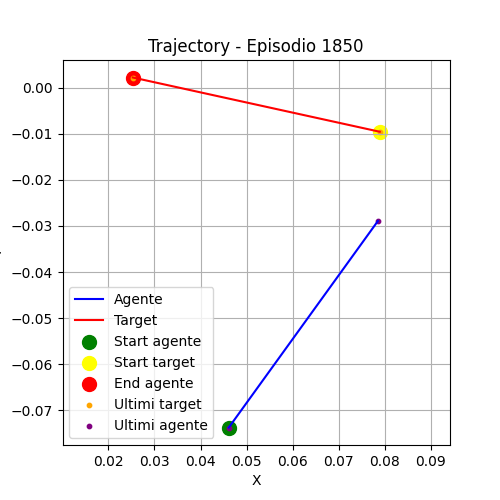 Trajectory - Episodio 1850
0.00
−0.01
−0.02
−0.03
−0.04
−0.05
−0.06
−0.07
Agente
Target
Start agente
Start target
End agente
Ultimi target
Ultimi agente
0.02 0.03 0.04 0.05 0.06 0.07 0.08 0.09
X